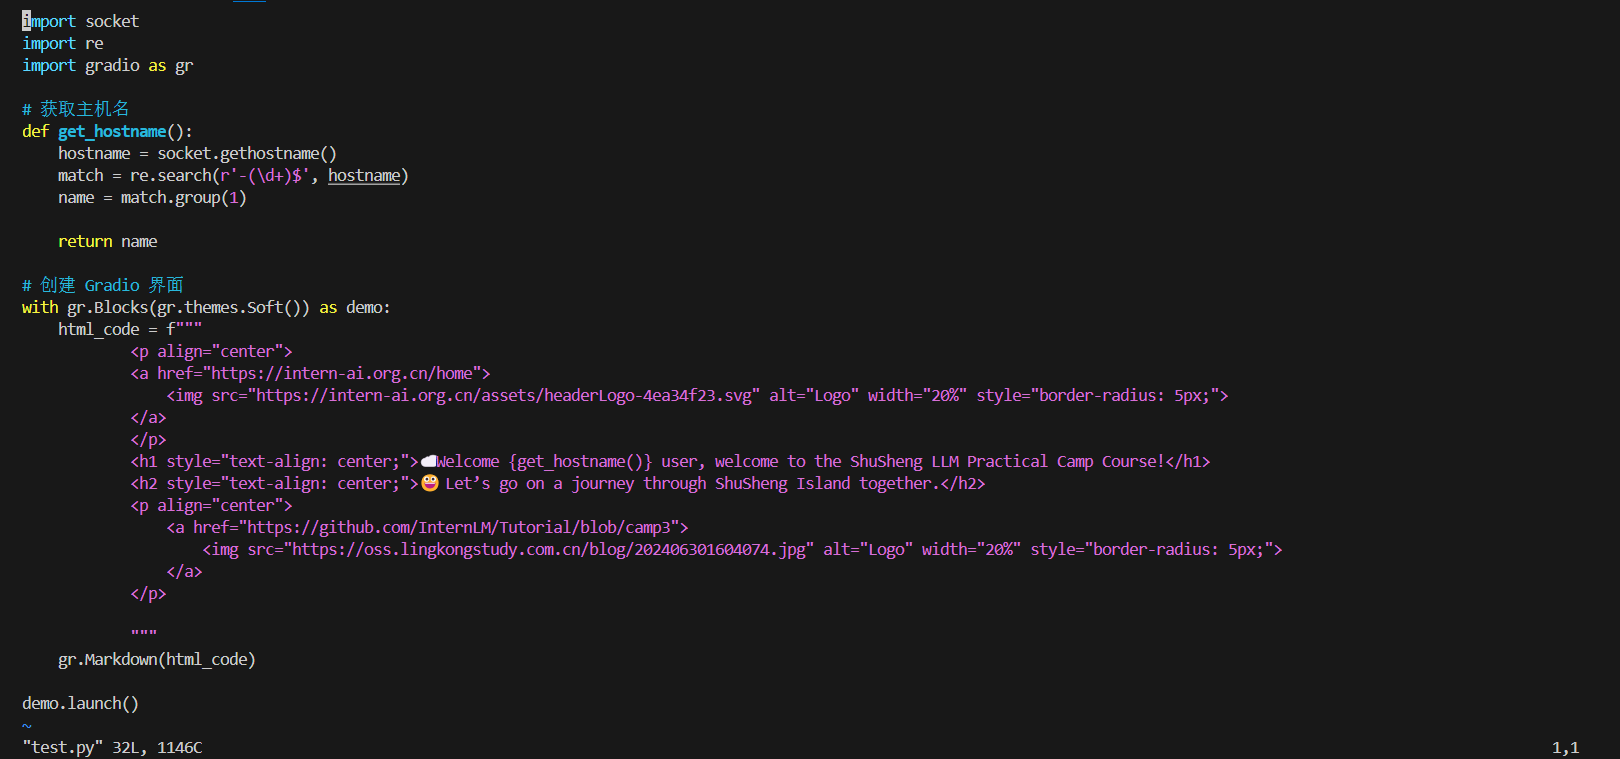 import socket
import re
import gradio as gr
# 获取主机名
def get_hostname():
    hostname = socket.gethostname()
    match = re.search(r'-(\d+)$', hostname)
    name = match.group(1)
    return name
# 创建 Gradio 界面
with gr.Blocks(gr.themes.Soft()) as demo:
    html_code = f"""
            <p align="center">
            <a href="https://intern-ai.org.cn/home">
                <img src="https://intern-ai.org.cn/assets/headerLogo-4ea34f23.svg" alt="Logo" width="20%" style="border-radius: 5px;">
            </a>
            </p>
            <h1 style="text-align: center;">☁️Welcome {get_hostname()} user, welcome to the ShuSheng LLM Practical Camp Course!</h1>
            <h2 style="text-align: center;">😀 Let’s go on a journey through ShuSheng Island together.</h2>
            <p align="center">
                <a href="https://github.com/InternLM/Tutorial/blob/camp3">
                    <img src="https://oss.lingkongstudy.com.cn/blog/202406301604074.jpg" alt="Logo" width="20%" style="border-radius: 5px;">
                </a>
            </p>
            """
    gr.Markdown(html_code)
demo.launch()
~
"test.py" 32L, 1146C 1,1